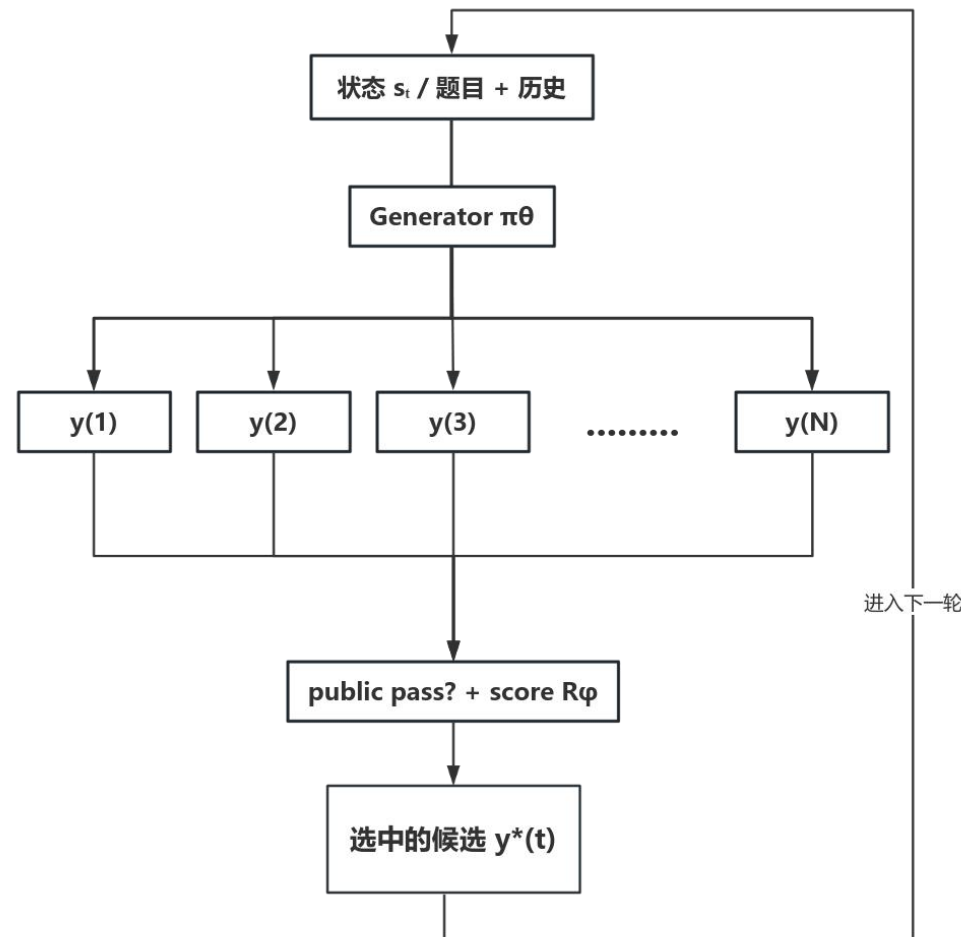 状态 sₜ / 题目 + 历史
Generator πθ
y(1)
y(2)
y(3)
.........
y(N)
进入下一轮
public pass? + score Rφ
选中的候选 y*(t)